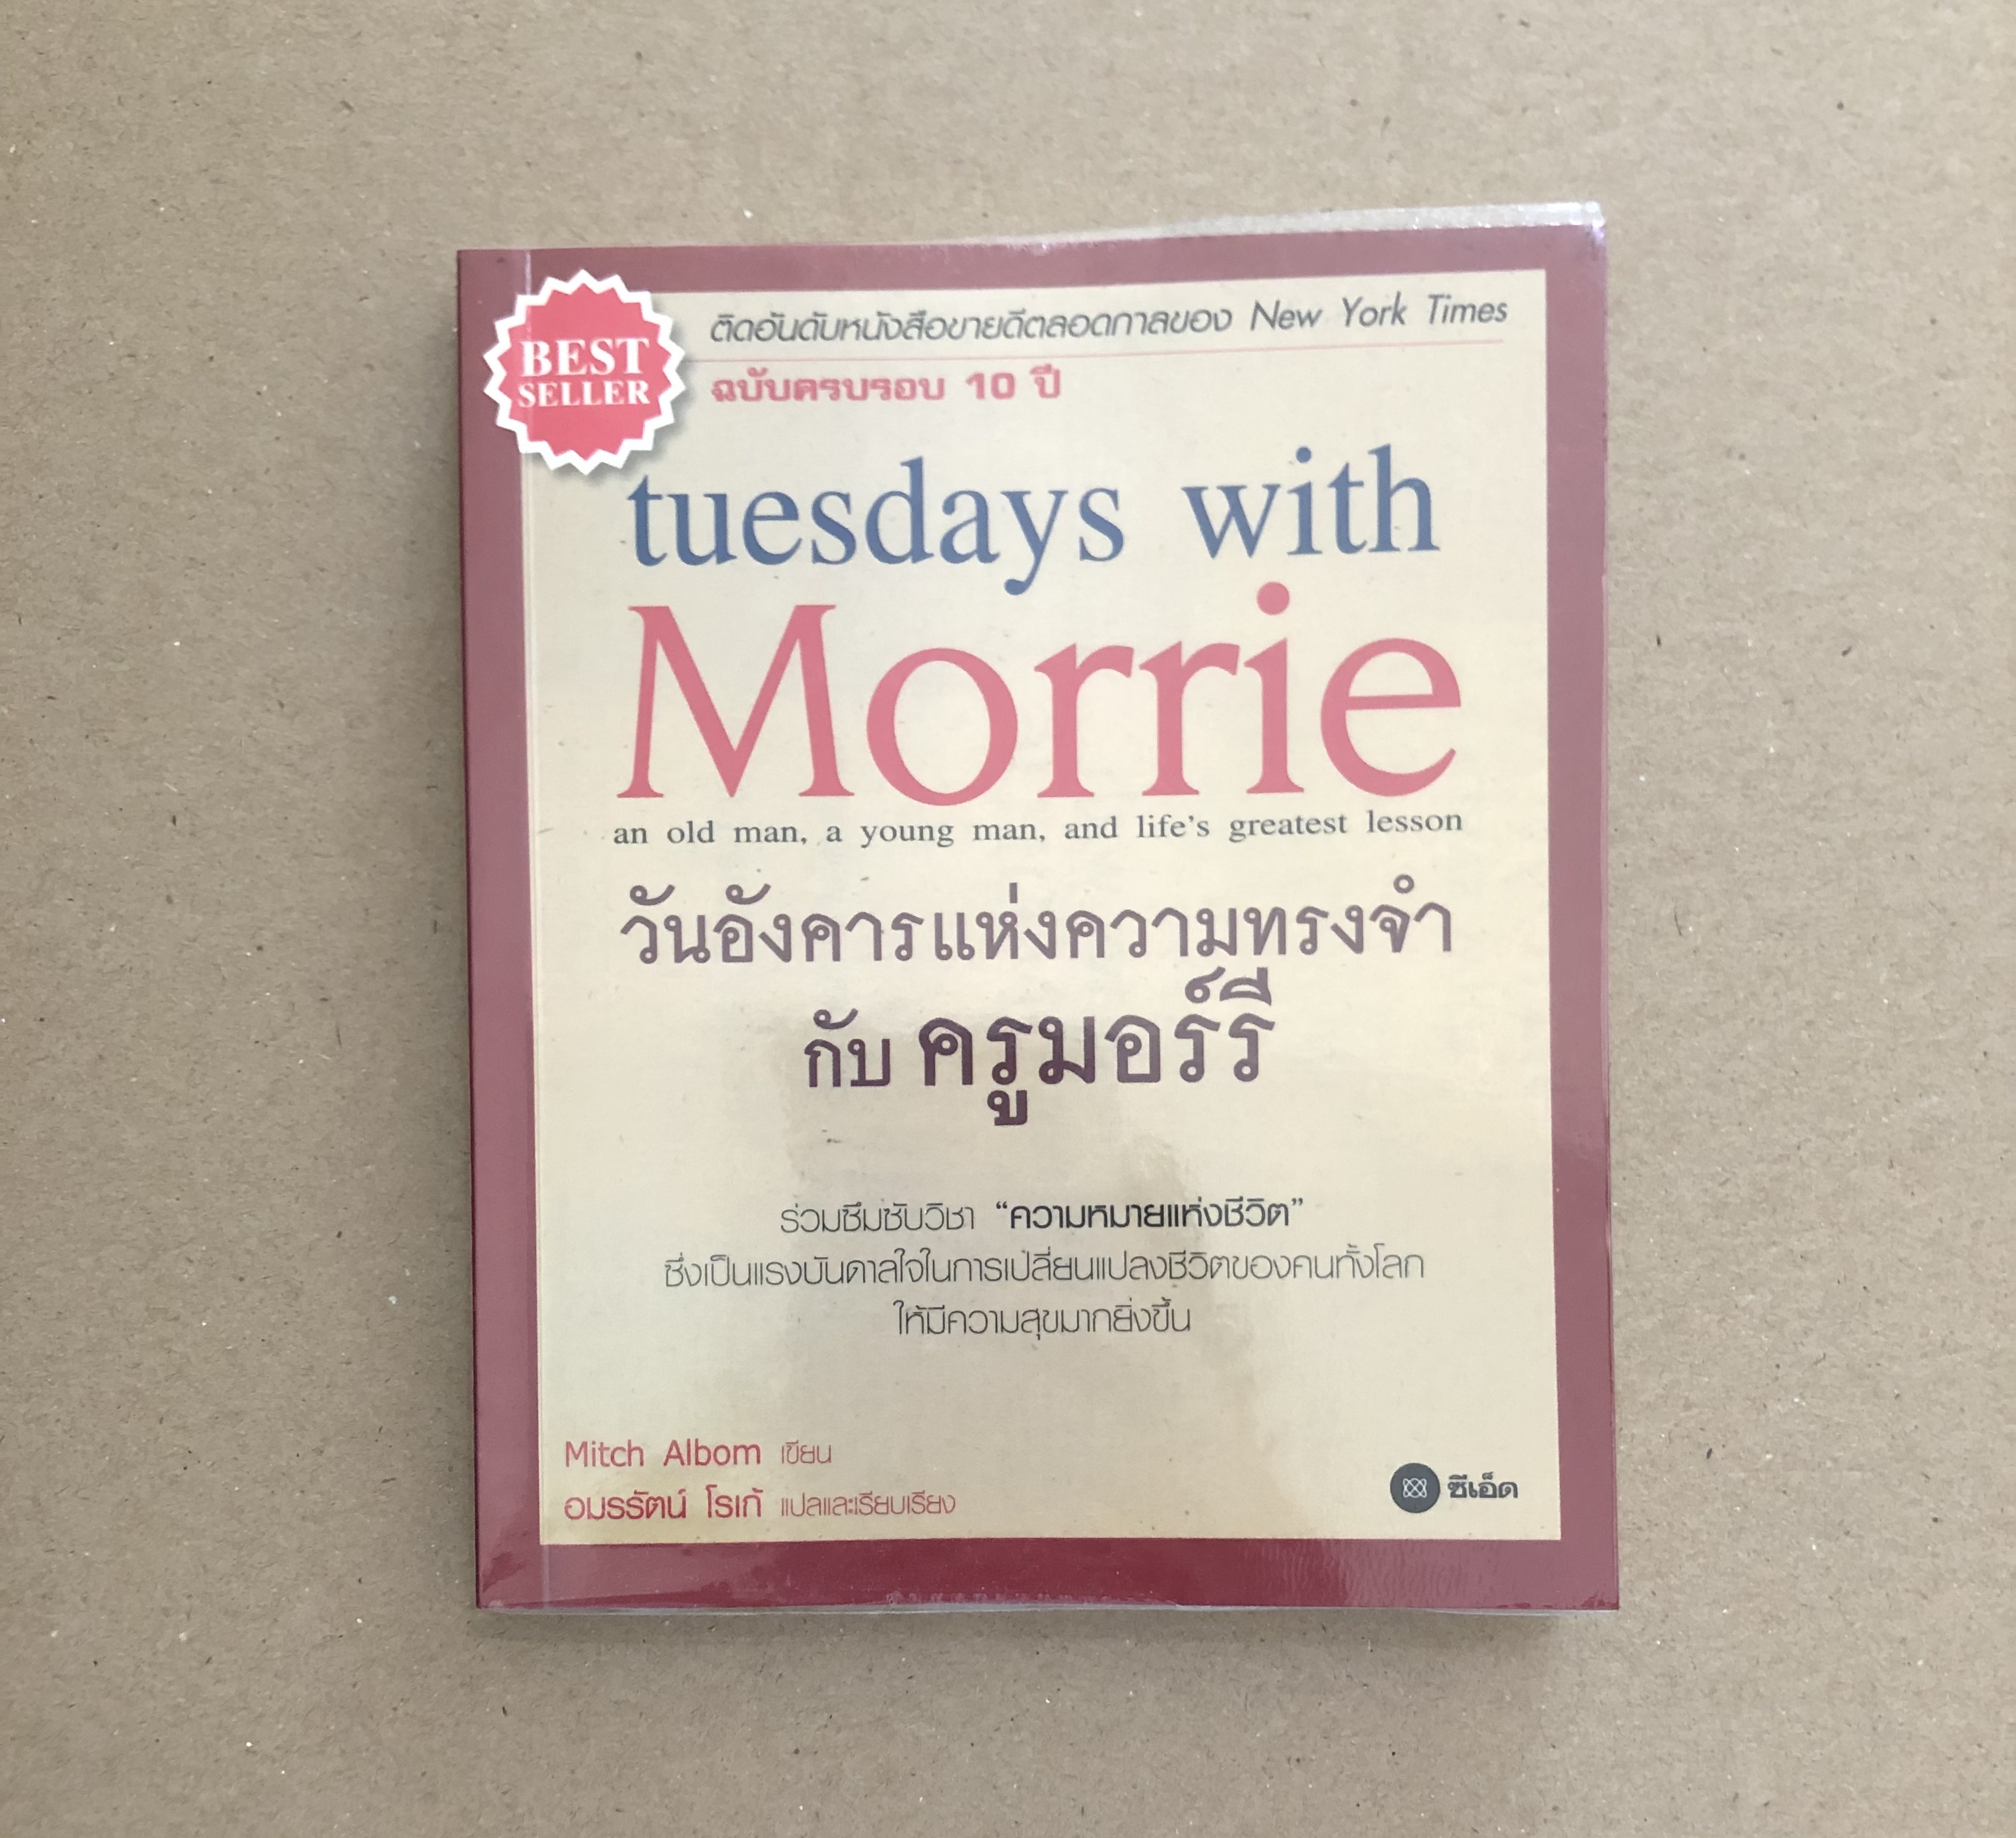 BEST
SELLER
ติดอันดับหนังสือขายดีตลอดกาลของ New York Times
ฉบับครบรอบ 10 ปี
tuesdays with
Morrie
an old man, a young man, and life's greatest lesson
วันอังคารแห่งความทรงจำ
กับ ครูมอร์รี
ร่วมซึมซับวิชา “ความหมายแห่งชีวิต”
ซึ่งเป็นแรงบันดาลใจในการเปลี่ยนแปลงชีวิตของคนทั้งโลก
ให้มีความสุขมากยิ่งขึ้น
Mitch Albom เขียน
อมรรัตน์ โรเก้ แปลและเรียบเรียง
ซีเอ็ด